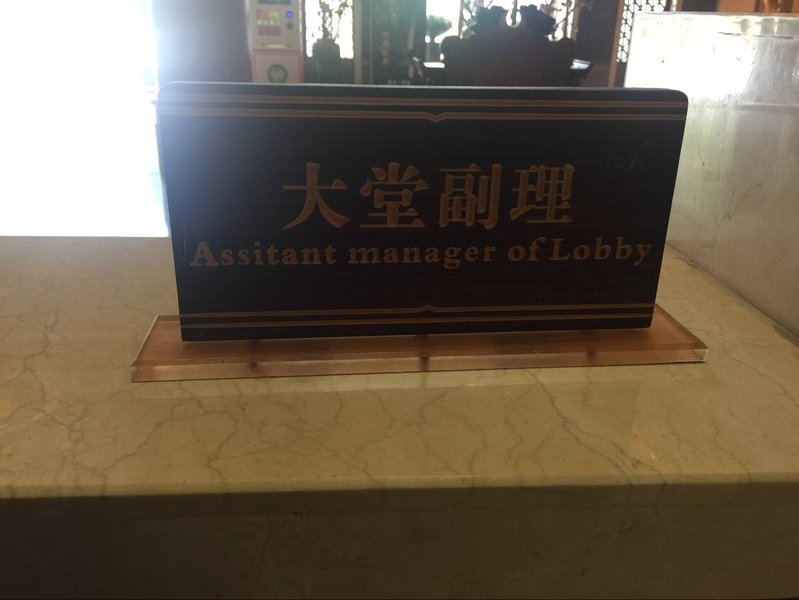 大堂副理
Assitant manager of Lobby